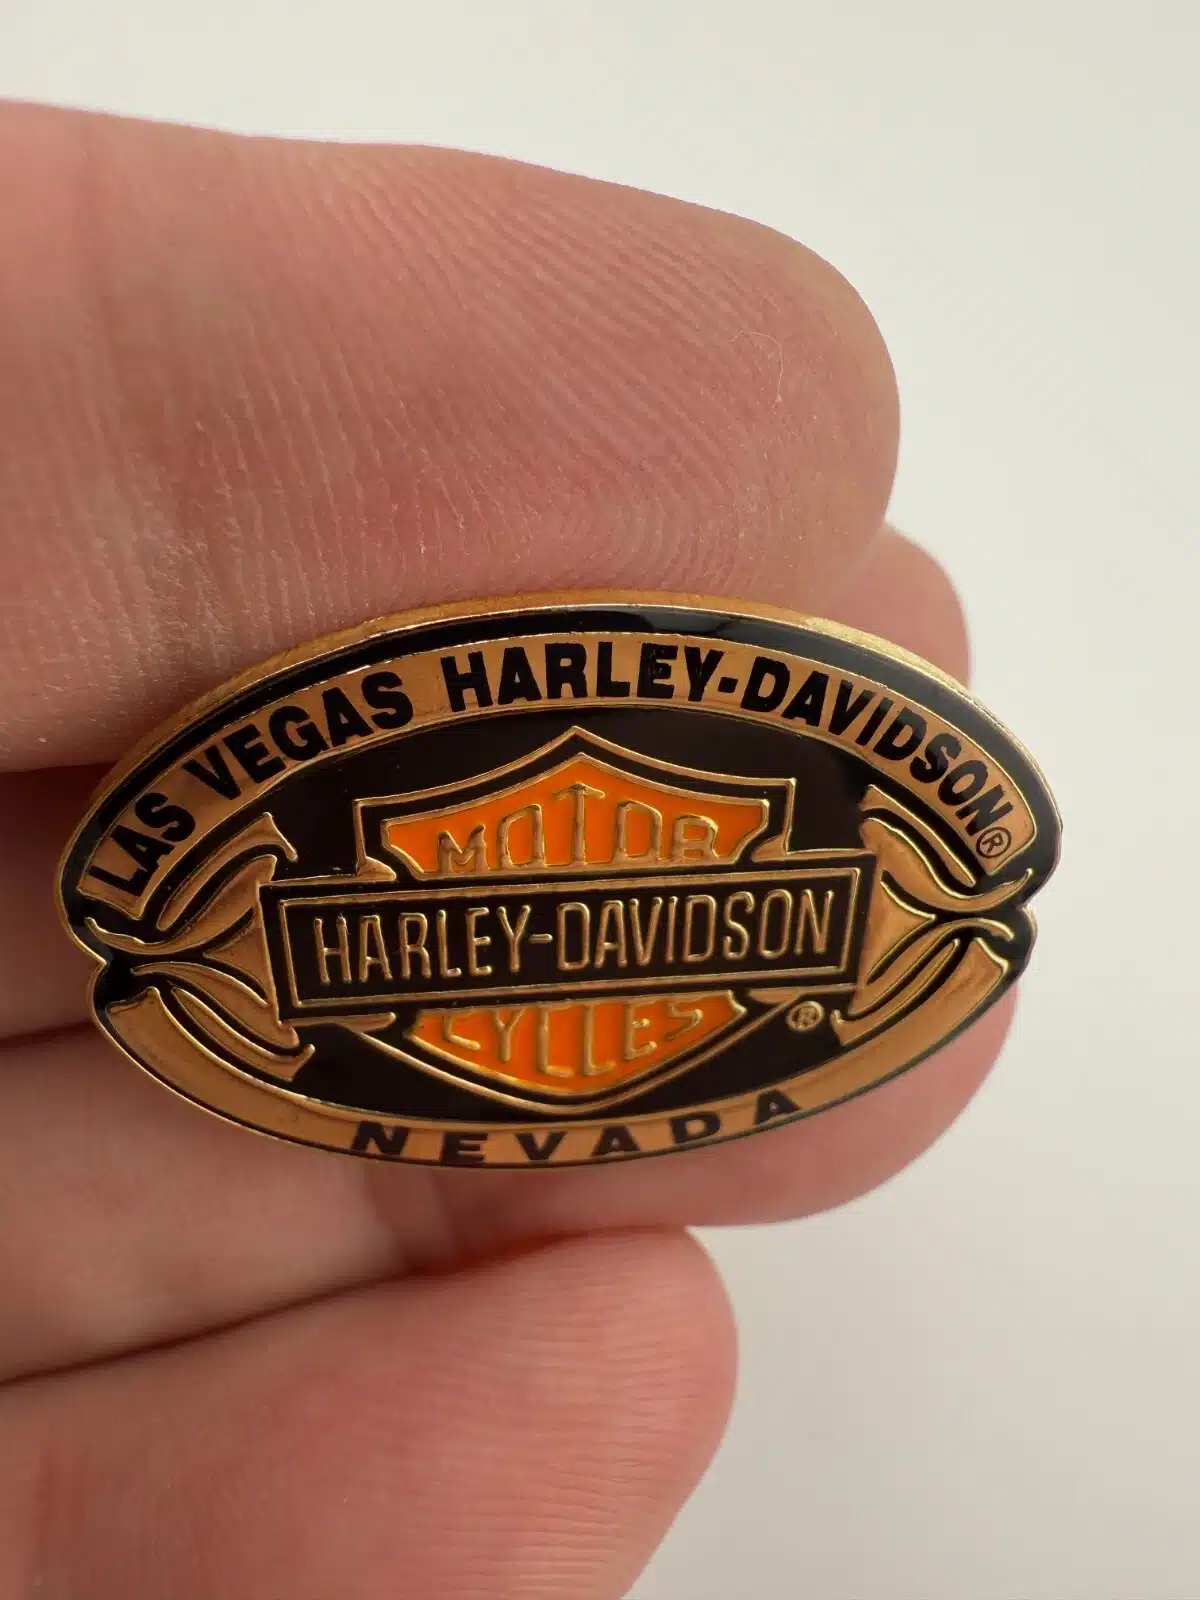 LAS VEGAS HARLEY-DAVIDSON®
MOTOR
HARLEY-DAVIDSON
CYCLES
®
NEVADA